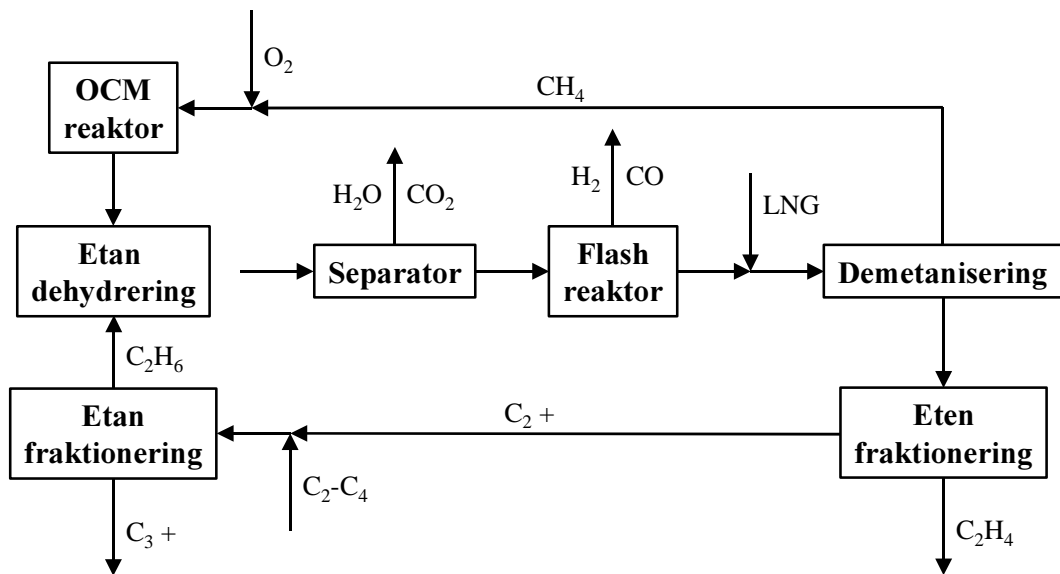 O₂
OCM
reaktor
CH₄
H₂O CO₂
H₂ CO
LNG
Etan
dehydrering
Separator
Flash
reaktor
Demetanisering
C₂H₆
Etan
fraktionering
C₂ +
Eten
fraktionering
C₂-C₄
C₃ +
C₂H₄